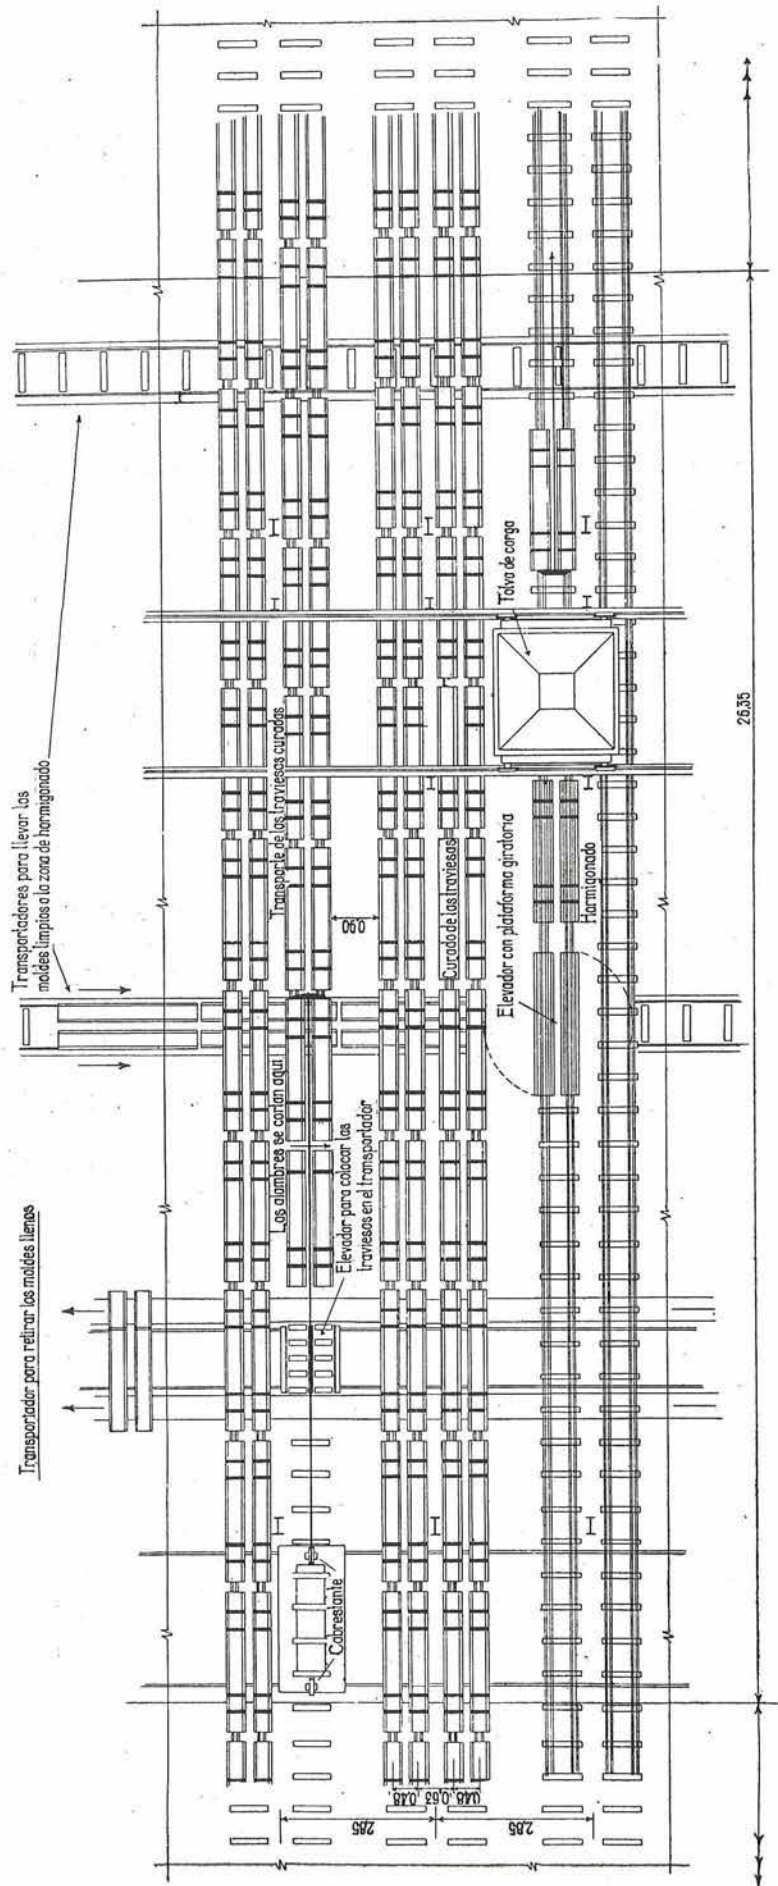 Transportadores para llevar los
moldes limpios a la zona de hormigonado
Transportador para retirar los moldes llenos
Transporte de las traviesas curadas
Los alambres se cortan aquí
Elevador para colocar las
traviesas en el transportador
Cabrestante
0,90
Curado de las traviesas
Tolva de carga
Elevador con plataforma giratoria
Hormigonado
26,35
0,48
0,63
0,48
2,85
2,85